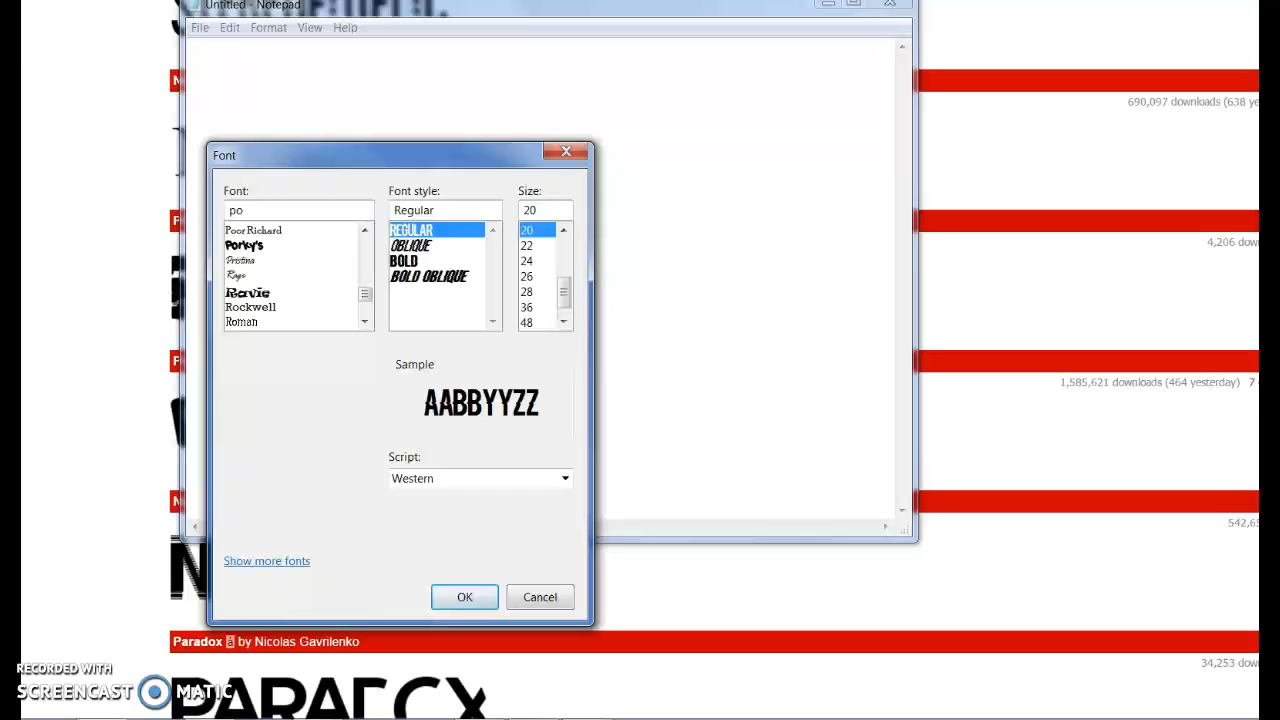 Untitled - Notepad
File Edit Format View Help
690,097 downloads (638 ye
4,206 dow
1,585,621 downloads (464 yesterday) 7
542,65
34,253 dow
Font
Font: Font style: Size:
po Regular 20
Poor Richard REGULAR 20
Porky's OBLIQUE 22
Pristina BOLD 24
Rage BOLD OBLIQUE 26
Ravie 28
Rockwell 36
Roman 48
Sample
AABBYYZZ
Script:
Western
Show more fonts
OK Cancel
Paradox à by Nicolas Gavrilenko
PARADOX
RECORDED WITH
SCREENCAST MATIC